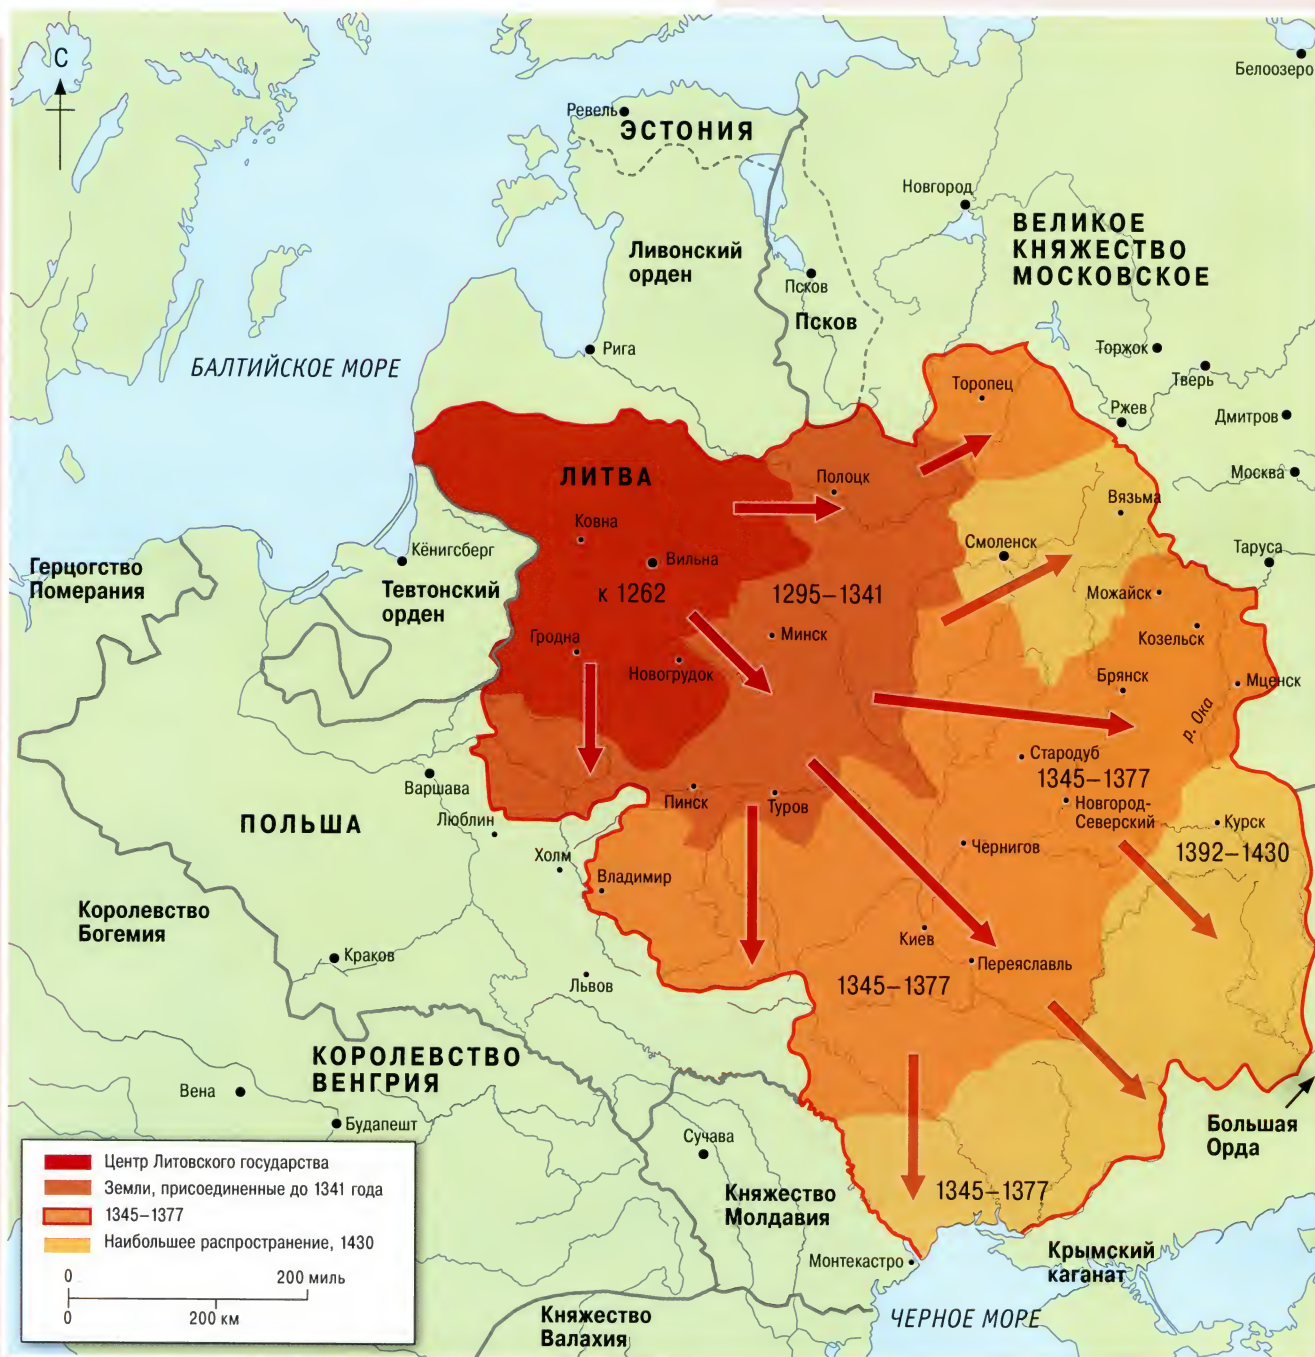 С
Белоозеро
Ревель
ЭСТОНИЯ
Новгород
ВЕЛИКОЕ
КНЯЖЕСТВО
МОСКОВСКОЕ
Ливонский
орден
Псков
Псков
Рига
Торжок
Тверь
БАЛТИЙСКОЕ МОРЕ
Торопец
Ржев
Дмитров
Москва
ЛИТВА
Полоцк
Вязьма
Ковна
Смоленск
Кёнигсберг
Вильна
Таруса
Герцогство
Померания
Тевтонский
орден
к 1262
1295–1341
Можайск
Козельск
Гродна
Минск
Новогрудок
Брянск
Мценск
р. Ока
Стародуб
1345–1377
Варшава
Пинск
Туров
Новгород-
Северский
ПОЛЬША
Люблин
Курск
Чернигов
1392–1430
Холм
Владимир
Королевство
Богемия
Киев
Краков
Переяславль
Львов
1345–1377
КОРОЛЕВСТВО
ВЕНГРИЯ
Вена
Будапешт
Большая
Орда
Сучава
1345–1377
Княжество
Молдавия
Монтекастро
Крымский
каганат
ЧЕРНОЕ МОРЕ
Княжество
Валахия
Центр Литовского государства
Земли, присоединенные до 1341 года
1345–1377
Наибольшее распространение, 1430
0 200 миль
0 200 км